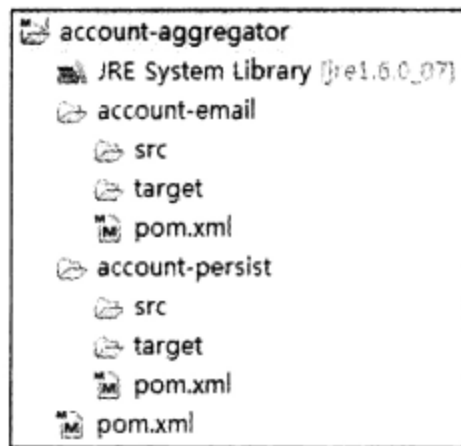 account-aggregator
JRE System Library [jre1.6.0_07]
account-email
src
target
pom.xml
account-persist
src
target
pom.xml
pom.xml